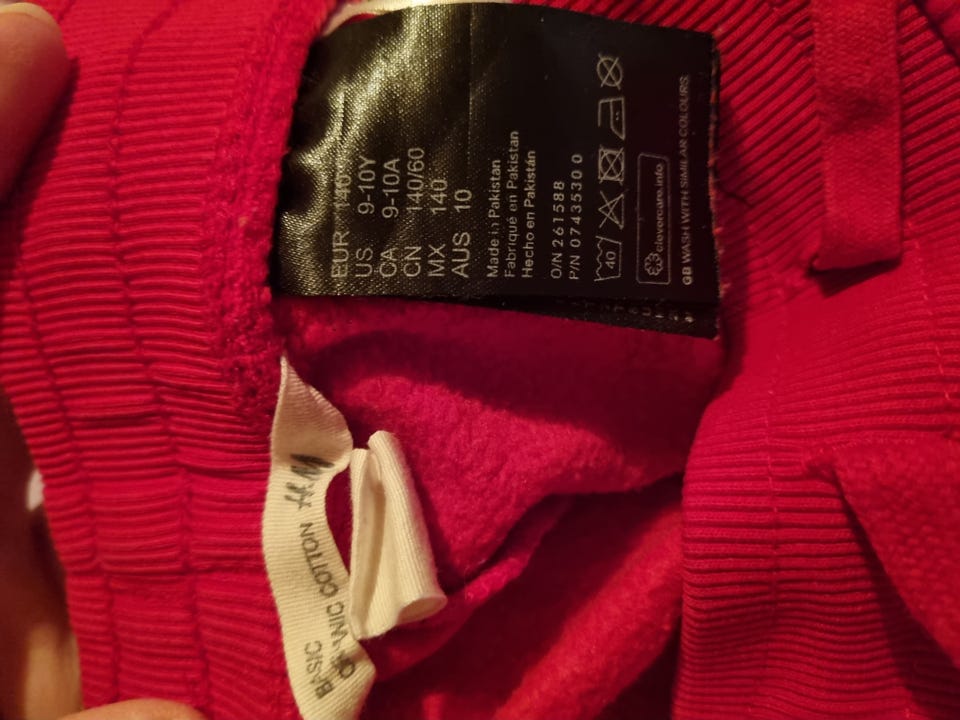 EUR 140
US 9-10Y
CA 9-10A
CN 140/60
MX 140
AUS 10
Made in Pakistan
Fabriqué en Pakistan
Hecho en Pakistán
O/N 261588
P/N 0743530 0
40
clevercare.info
GB WASH WITH SIMILAR COLOURS
H&M
BASIC
ORGANIC COTTON